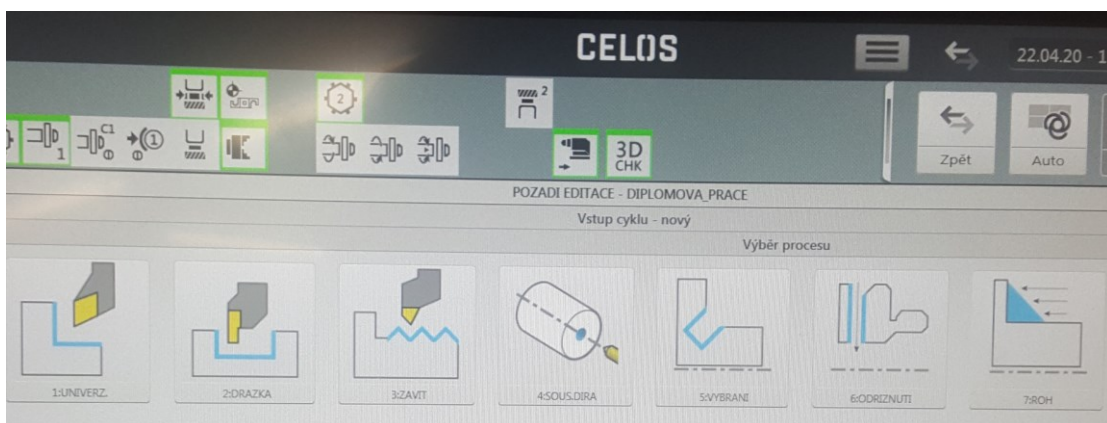 CELOS
22.04.20 - 1
2
2
1
C1
1
3D
CHK
Zpět
Auto
POZADI EDITACE - DIPLOMOVA_PRACE
Vstup cyklu - nový
Výběr procesu
1:UNIVERZ.
2:DRAZKA
3:ZAVIT
4:SOUS.DIRA
5:VYBRANI
6:ODRIZNUTI
7:ROH